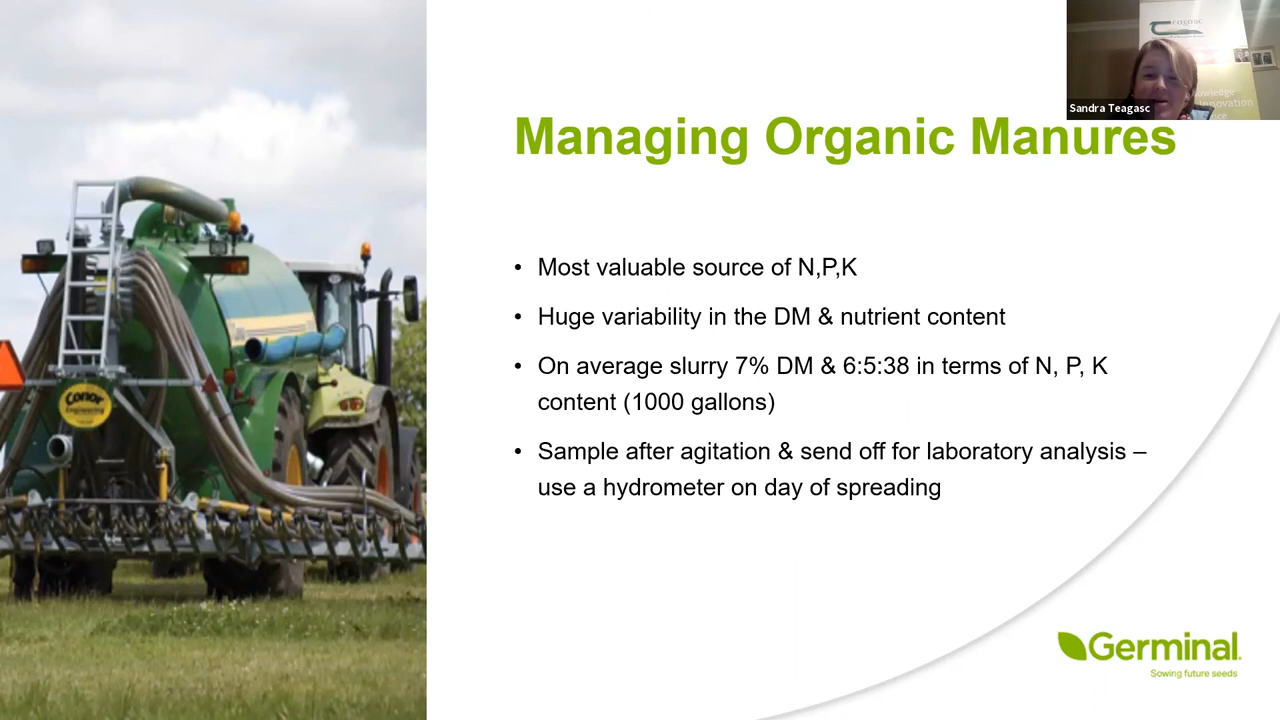 Sandra Teagasc
Managing Organic Manures
• Most valuable source of N,P,K
• Huge variability in the DM & nutrient content
• On average slurry 7% DM & 6:5:38 in terms of N, P, K
content (1000 gallons)
• Sample after agitation & send off for laboratory analysis –
use a hydrometer on day of spreading
Conor
Engineering
Germinal
Sowing future seeds